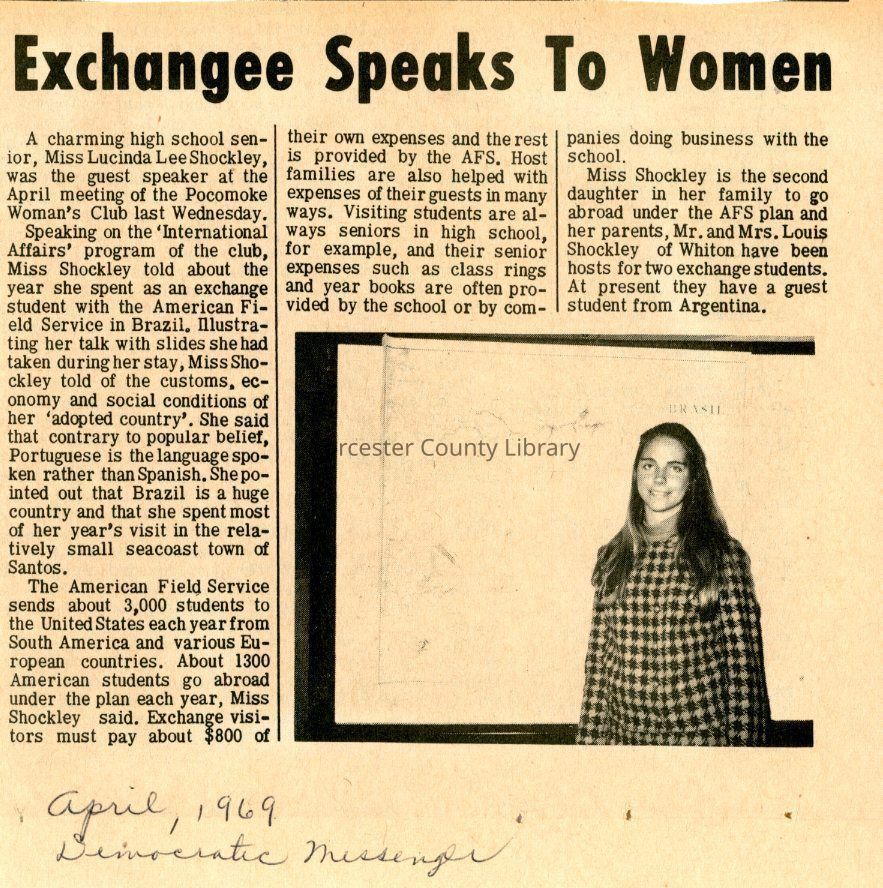 Exchangee Speaks To Women
A charming high school sen-
ior, Miss Lucinda Lee Shockley,
was the guest speaker at the
April meeting of the Pocomoke
Woman's Club last Wednesday.
Speaking on the 'International
Affairs' program of the club,
Miss Shockley told about the
year she spent as an exchange
student with the American Fi-
eld Service in Brazil. Illustra-
ting her talk with slides she had
taken during her stay, Miss Sho-
ckley told of the customs, ec-
onomy and social conditions of
her 'adopted country'. She said
that contrary to popular belief,
Portuguese is the language spo-
ken rather than Spanish. She po-
inted out that Brazil is a huge
country and that she spent most
of her year's visit in the rela-
tively small seacoast town of
Santos.
The American Field Service
sends about 3,000 students to
the United States each year from
South America and various Eu-
ropean countries. About 1300
American students go abroad
under the plan each year, Miss
Shockley said. Exchange visi-
tors must pay about $800 of
their own expenses and the rest
is provided by the AFS. Host
families are also helped with
expenses of their guests in many
ways. Visiting students are al-
ways seniors in high school,
for example, and their senior
expenses such as class rings
and year books are often pro-
vided by the school or by com-
panies doing business with the
school.
Miss Shockley is the second
daughter in her family to go
abroad under the AFS plan and
her parents, Mr. and Mrs. Louis
Shockley of Whiton have been
hosts for two exchange students.
At present they have a guest
student from Argentina.
BRASIL
rcester County Library
April, 1969
Democratic Messenger